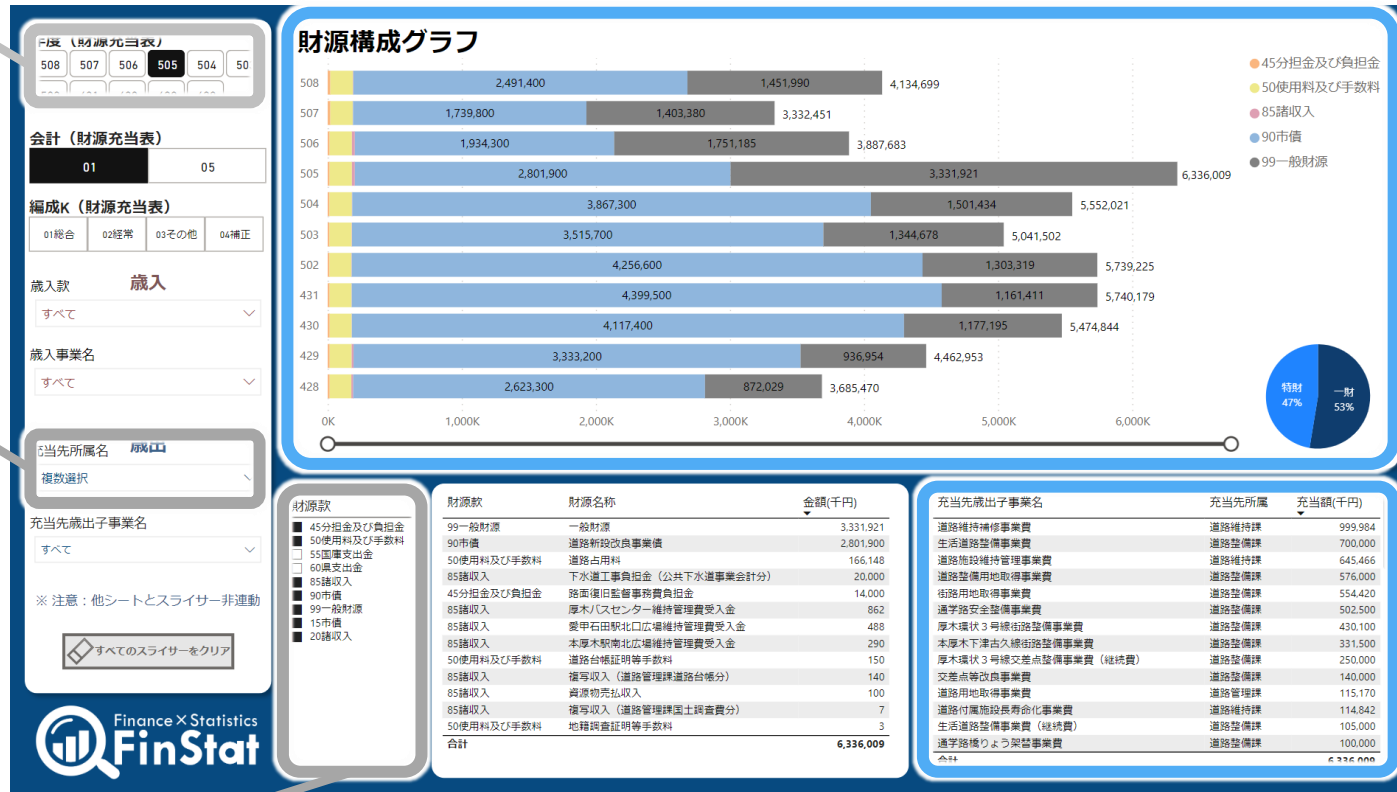 年度（財源充当表）
508 507 506 505 504 50
会計（財源充当表）
01 05
編成K（財源充当表）
01総合 02経常 03その他 04補正
歳入款 歳入
すべて
歳入事業名
すべて
充当先所属名 歳出
複数選択
充当先歳出子事業名
すべて
※ 注意：他シートとスライサー非連動
すべてのスライサーをクリア
Finance×Statistics
FinStat
財源構成グラフ
508 2,491,400 1,451,990 4,134,699
507 1,739,800 1,403,380 3,332,451
506 1,934,300 1,751,185 3,887,683
505 2,801,900 3,331,921 6,336,009
504 3,867,300 1,501,434 5,552,021
503 3,515,700 1,344,678 5,041,502
502 4,256,600 1,303,319 5,739,225
431 4,399,500 1,161,411 5,740,179
430 4,117,400 1,177,195 5,474,844
429 3,333,200 936,954 4,462,953
428 2,623,300 872,029 3,685,470
0K 1,000K 2,000K 3,000K 4,000K 5,000K 6,000K
45分担金及び負担金
50使用料及び手数料
85諸収入
90市債
99一般財源
特財
47%
一財
53%
財源款
45分担金及び負担金
50使用料及び手数料
55国庫支出金
60県支出金
85諸収入
90市債
99一般財源
15市債
20諸収入
財源款 財源名称 金額(千円)
99一般財源 一般財源 3,331,921
90市債 道路新設改良事業債 2,801,900
50使用料及び手数料 道路占用料 166,148
85諸収入 下水道工事負担金（公共下水道事業会計分） 20,000
45分担金及び負担金 路面復旧監督事務費負担金 14,000
85諸収入 厚木バスセンター維持管理費受入金 862
85諸収入 愛甲石田駅北口広場維持管理費受入金 488
85諸収入 本厚木駅南北広場維持管理費受入金 290
50使用料及び手数料 道路台帳証明等手数料 150
85諸収入 複写収入（道路管理課道路台帳分） 140
85諸収入 資源物売払収入 100
85諸収入 複写収入（道路管理課国土調査費分） 7
50使用料及び手数料 地籍調査証明等手数料 3
合計 6,336,009
充当先歳出子事業名 充当先所属 充当額(千円)
道路維持補修事業費 道路維持課 999,984
生活道路整備事業費 道路整備課 700,000
道路施設維持管理事業費 道路維持課 645,466
道路整備用地取得事業費 道路整備課 576,000
街路用地取得事業費 道路整備課 554,420
通学路安全整備事業費 道路整備課 502,500
厚木環状３号線街路整備事業費 道路整備課 430,100
本厚木下津古久線街路整備事業費 道路整備課 331,500
厚木環状３号線交差点整備事業費（継続費） 道路整備課 250,000
交差点等改良事業費 道路整備課 140,000
道路用地取得事業費 道路管理課 115,170
道路付属施設長寿命化事業費 道路維持課 114,842
生活道路整備事業費（継続費） 道路整備課 105,000
通学路橋りょう架替事業費 道路整備課 100,000
合計 6,336,009